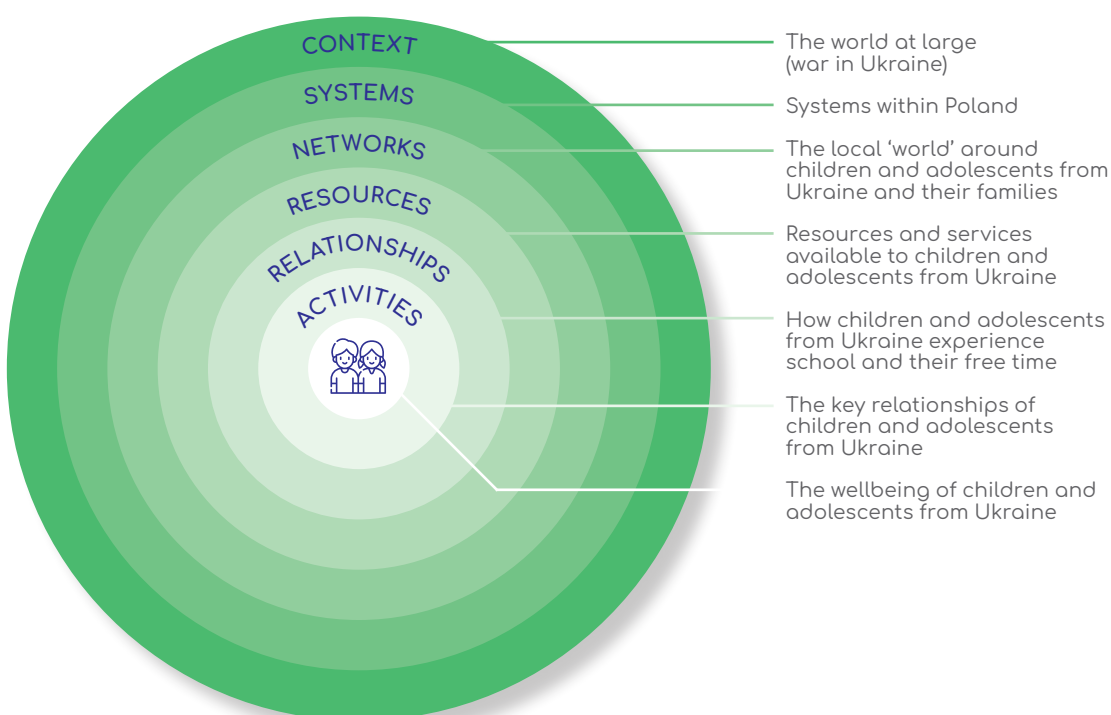 CONTEXT
SYSTEMS
NETWORKS
RESOURCES
RELATIONSHIPS
ACTIVITIES
The world at large
(war in Ukraine)
Systems within Poland
The local ‘world’ around
children and adolescents from
Ukraine and their families
Resources and services
available to children and
adolescents from Ukraine
How children and adolescents
from Ukraine experience
school and their free time
The key relationships of
children and adolescents
from Ukraine
The wellbeing of children and
adolescents from Ukraine